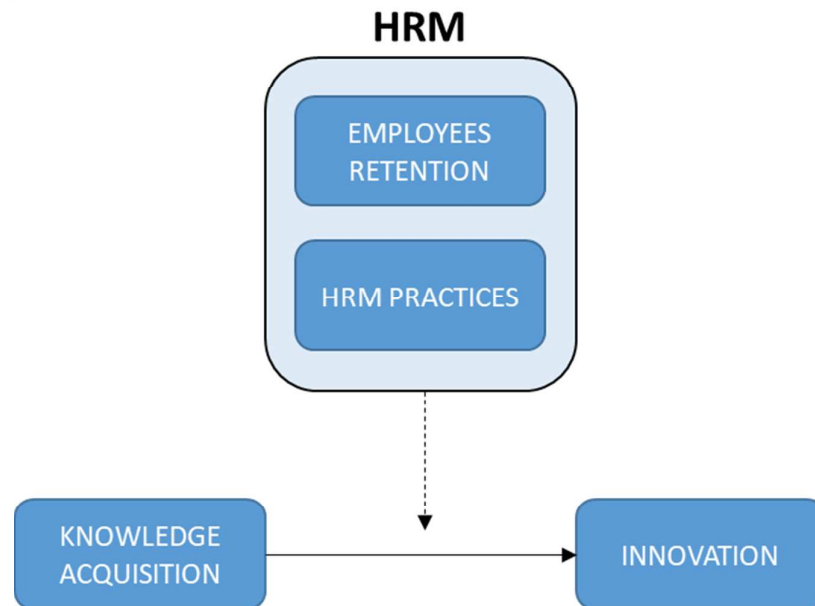 HRM
EMPLOYEES
RETENTION
HRM PRACTICES
KNOWLEDGE
ACQUISITION
INNOVATION